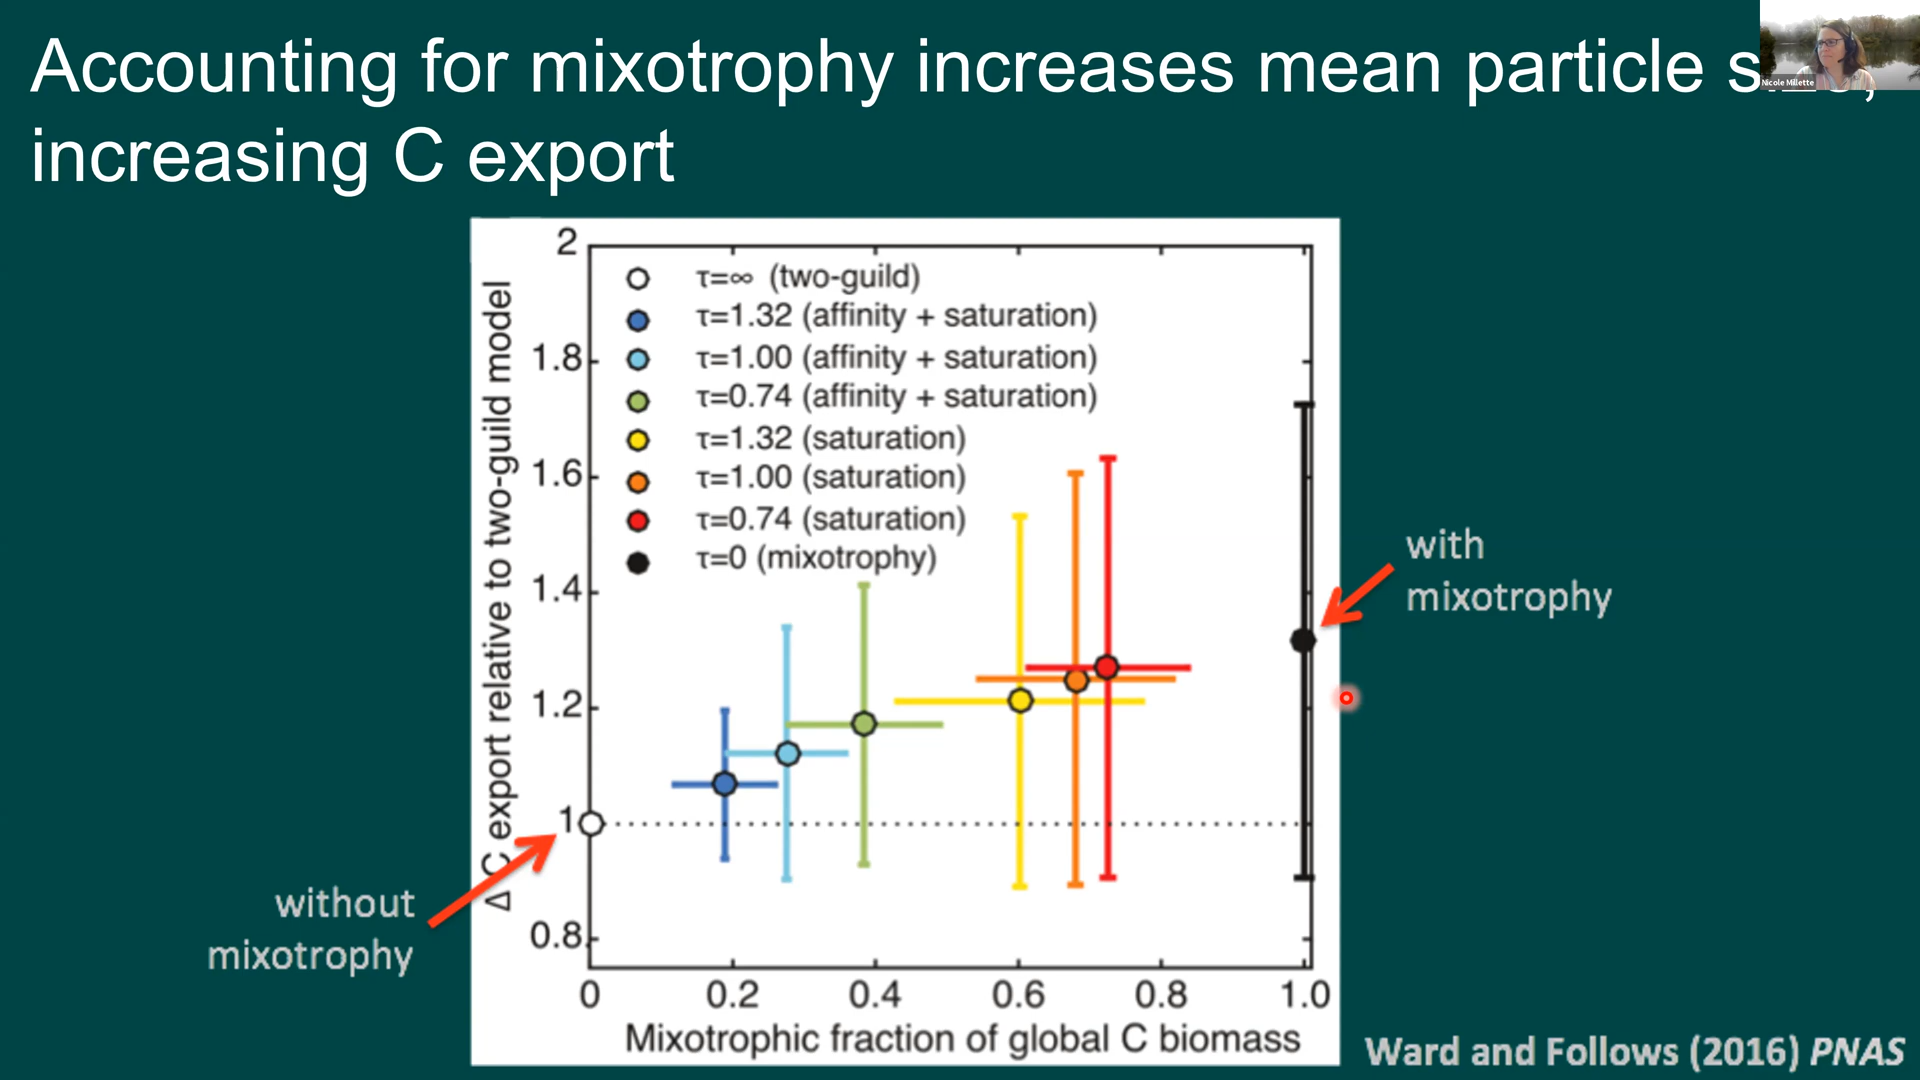 Accounting for mixotrophy increases mean particle
increasing C export
Nicole Millette
2
1.8
1.6
1.4
1.2
1
0.8
Δ C export relative to two-guild model
τ=∞ (two-guild)
τ=1.32 (affinity + saturation)
τ=1.00 (affinity + saturation)
τ=0.74 (affinity + saturation)
τ=1.32 (saturation)
τ=1.00 (saturation)
τ=0.74 (saturation)
τ=0 (mixotrophy)
with
mixotrophy
without
mixotrophy
0 0.2 0.4 0.6 0.8 1.0
Mixotrophic fraction of global C biomass
Ward and Follows (2016) PNAS